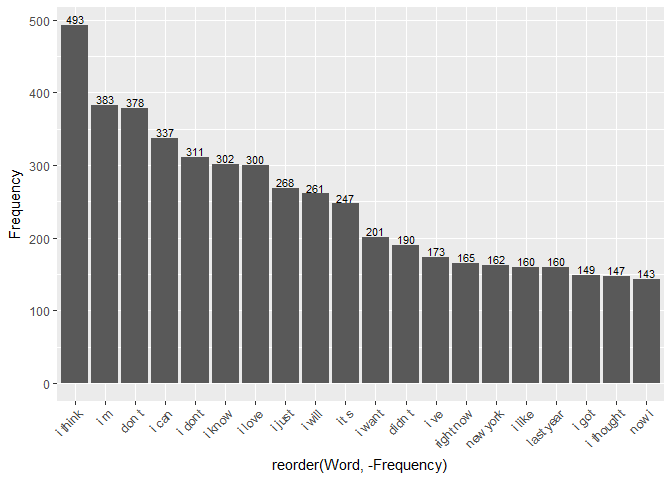 500
400
300
200
100
0
Frequency
493
383
378
337
311
302
300
268
261
247
201
190
173
165
162
160
160
149
147
143
i think
i m
don t
i can
i dont
i know
i love
i just
i will
it s
i want
didn t
i ve
right now
new york
i like
last year
i got
i thought
now i
reorder(Word, -Frequency)